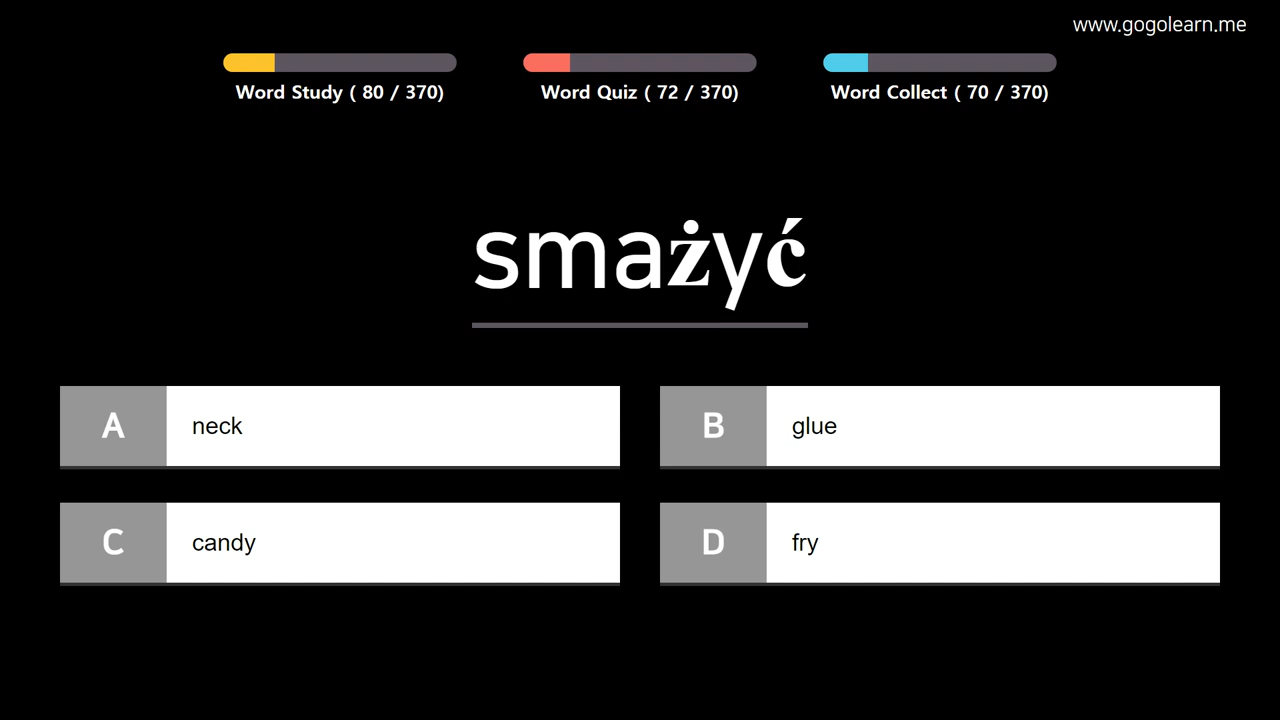 www.gogolearn.me
Word Study ( 80 / 370)
Word Quiz ( 72 / 370)
Word Collect ( 70 / 370)
smażyć
A neck
B glue
C candy
D fry